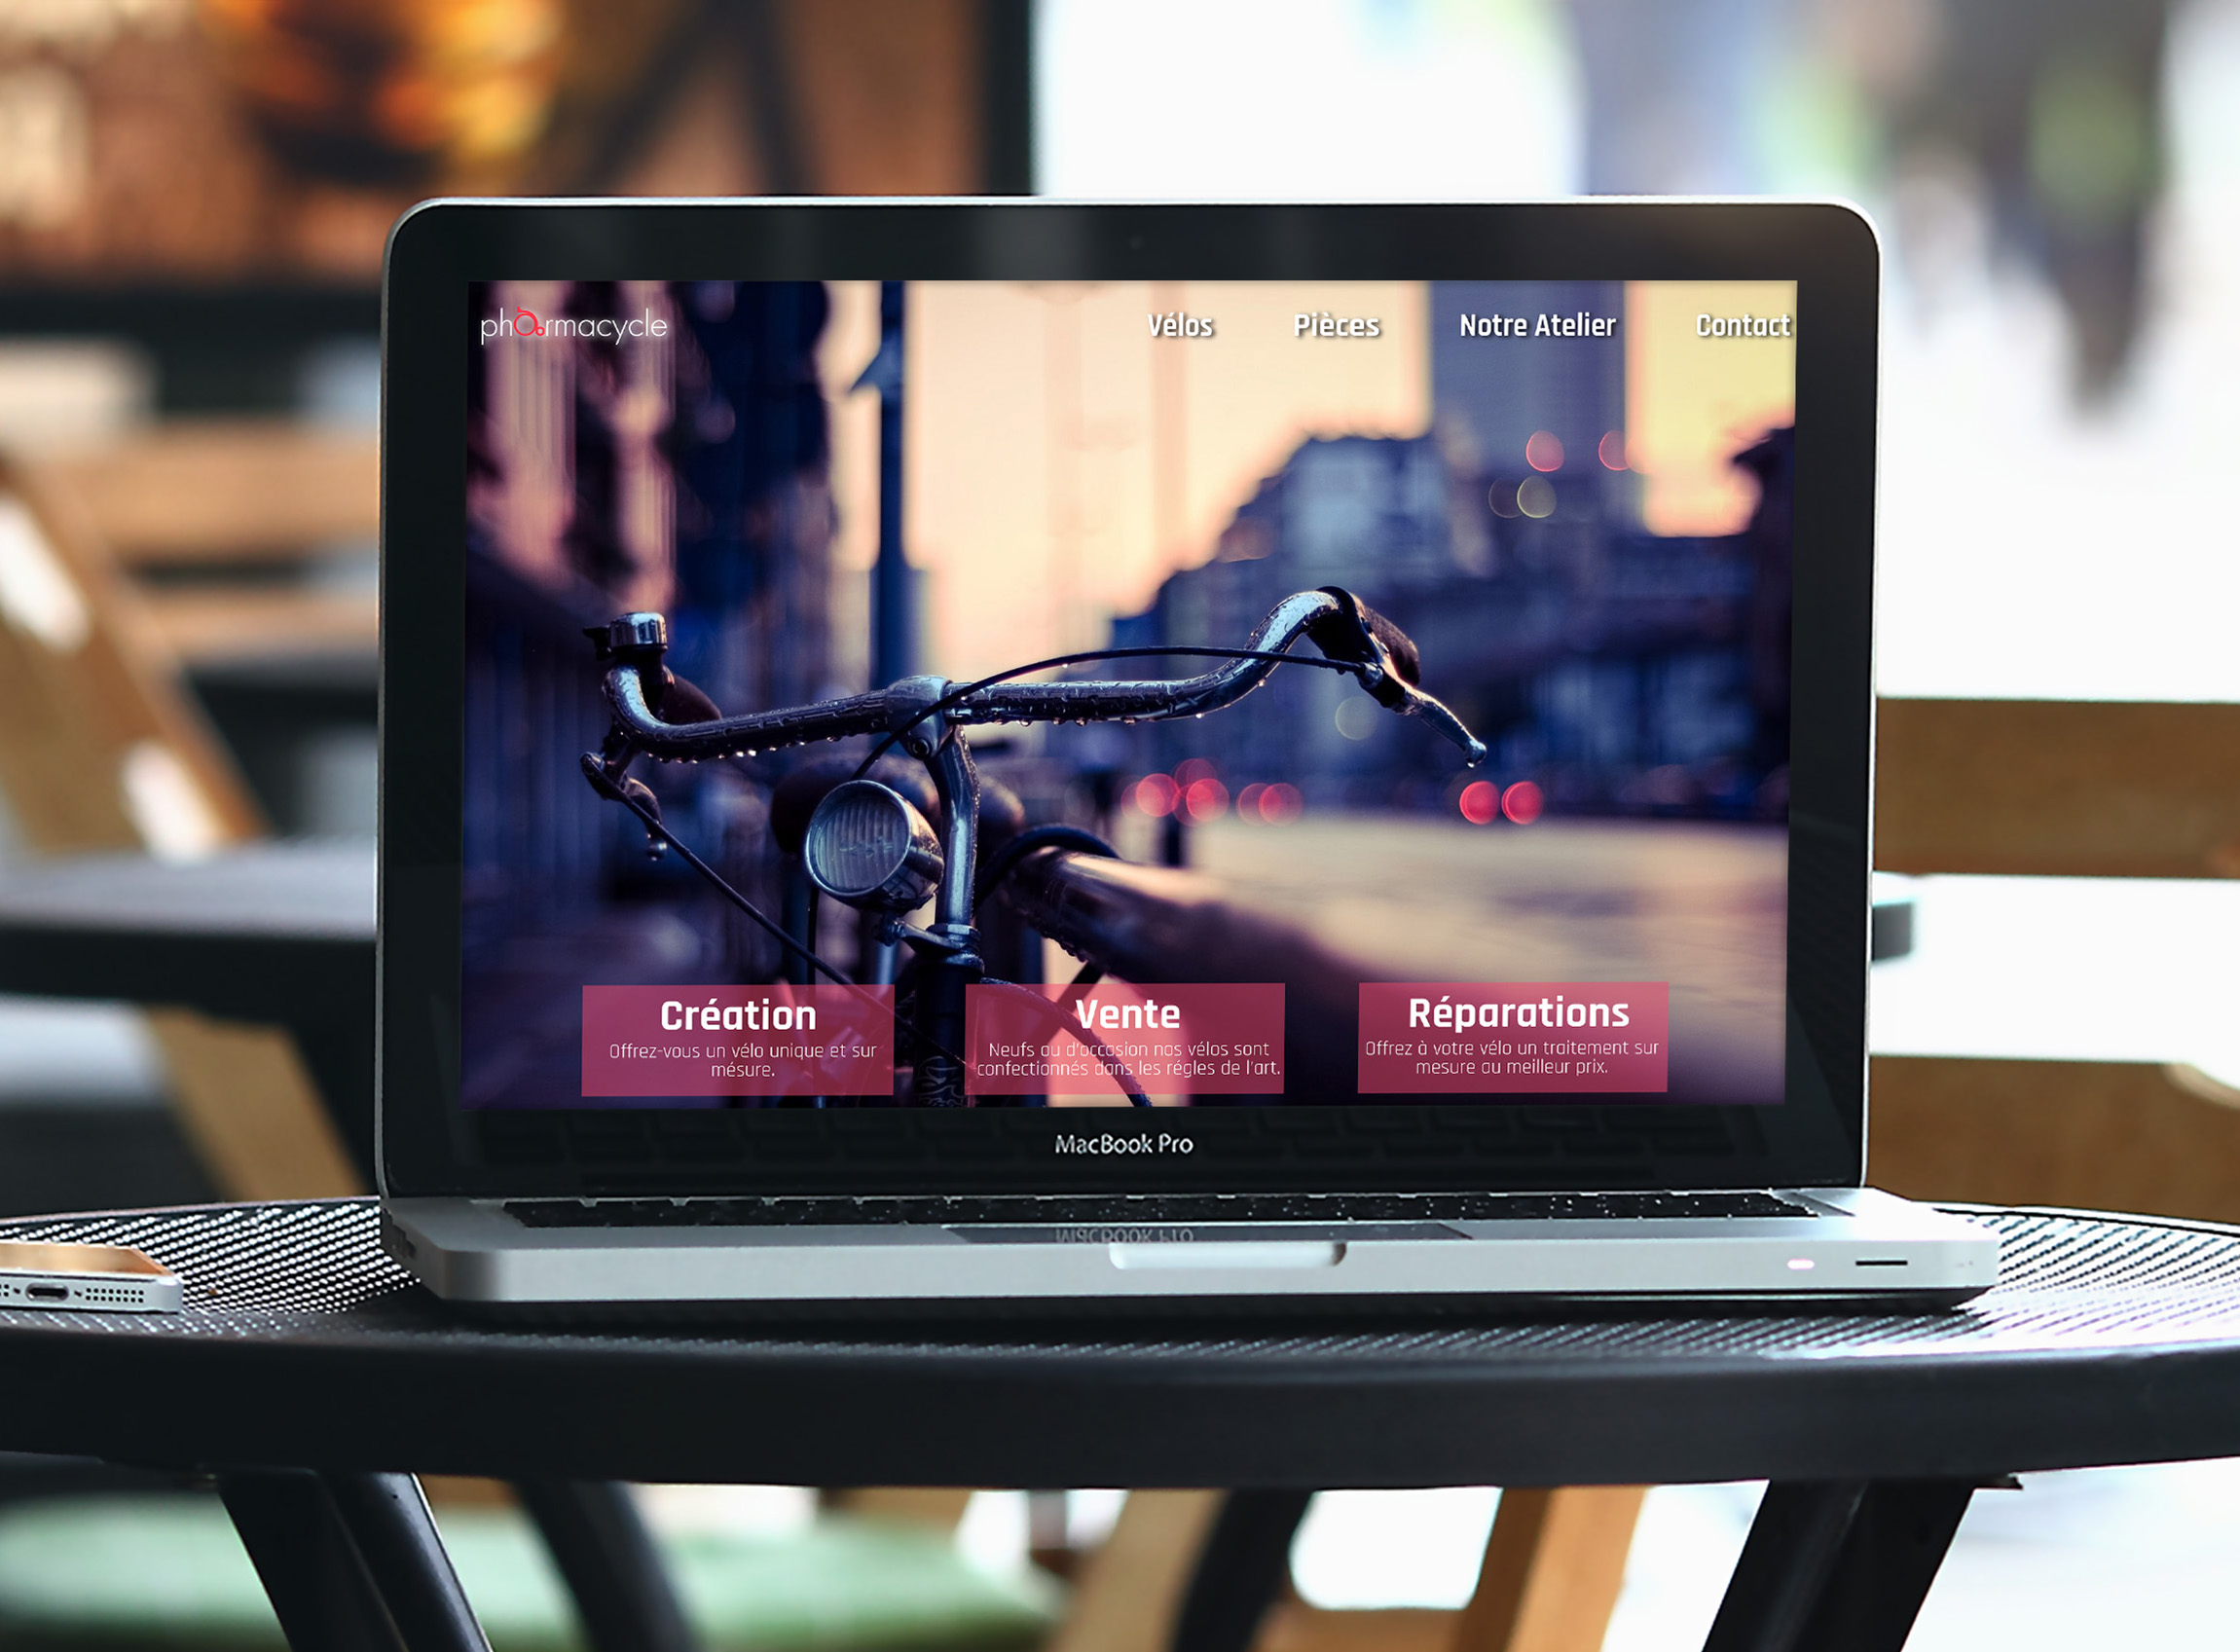 pharmacycle
Vélos Pièces Notre Atelier Contact
Création
Offrez-vous un vélo unique et sur
mésure.
Vente
Neufs ou d'occasion nos vélos sont
confectionnés dans les régles de l'art.
Réparations
Offrez à votre vélo un traitement sur
mesure au meilleur prix.
MacBook Pro